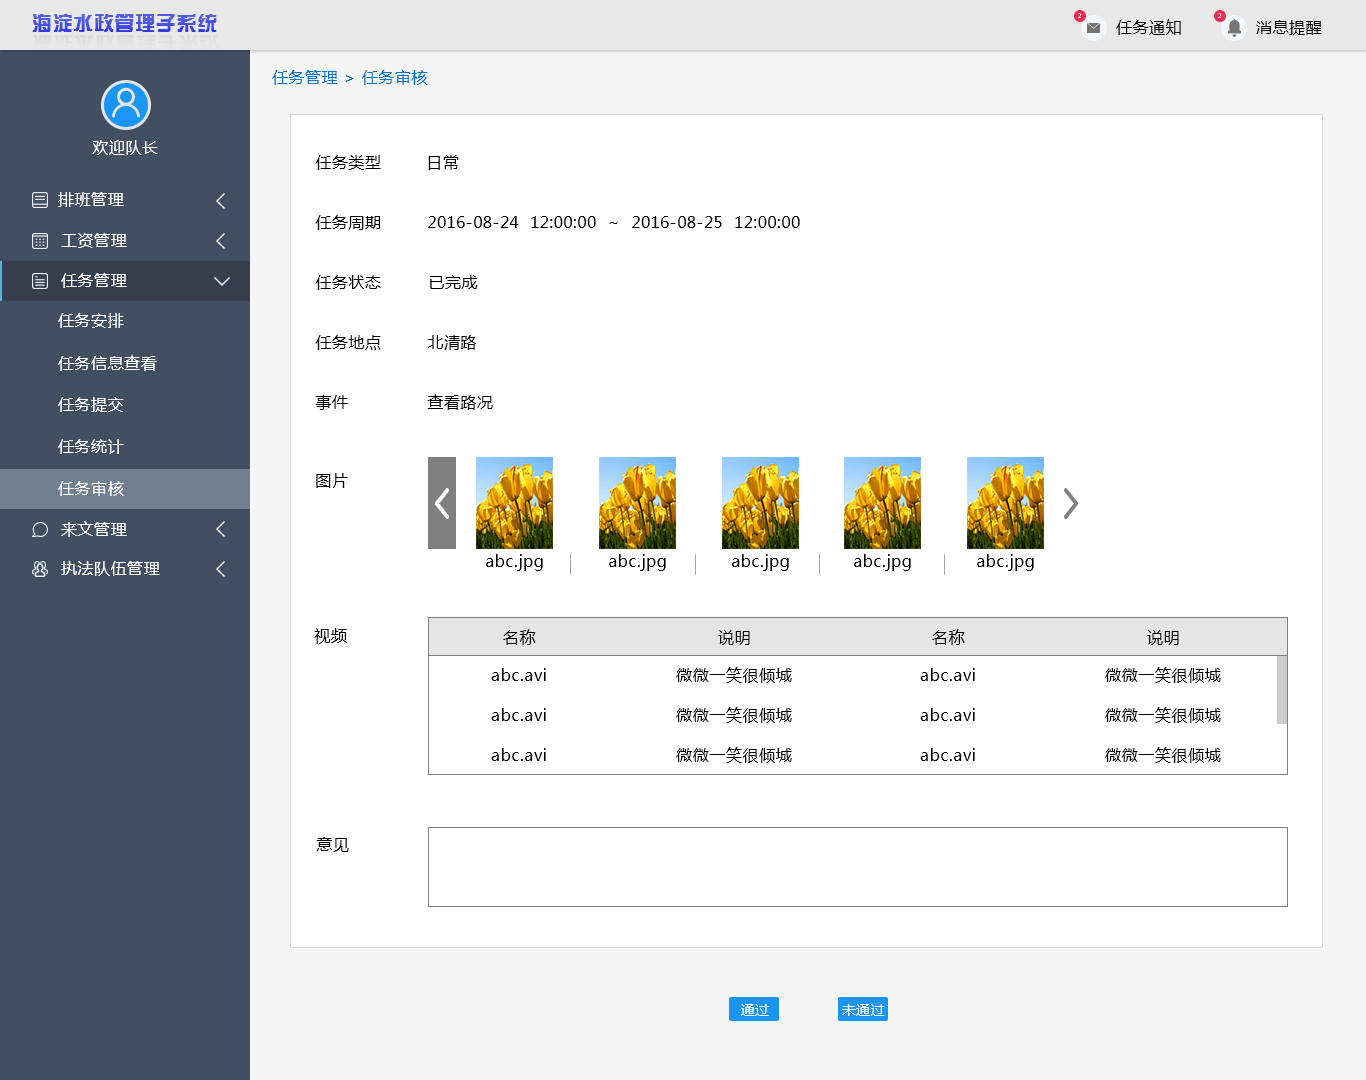 海淀水政管理子系统
2 任务通知
2 消息提醒
欢迎队长
排班管理
工资管理
任务管理
任务安排
任务信息查看
任务提交
任务统计
任务审核
来文管理
执法队伍管理
任务管理 > 任务审核
任务类型 日常
任务周期 2016-08-24 12:00:00 ~ 2016-08-25 12:00:00
任务状态 已完成
任务地点 北清路
事件 查看路况
图片
abc.jpg abc.jpg abc.jpg abc.jpg abc.jpg
视频
名称 说明 名称 说明
abc.avi 微微一笑很倾城 abc.avi 微微一笑很倾城
abc.avi 微微一笑很倾城 abc.avi 微微一笑很倾城
abc.avi 微微一笑很倾城 abc.avi 微微一笑很倾城
意见
通过 未通过